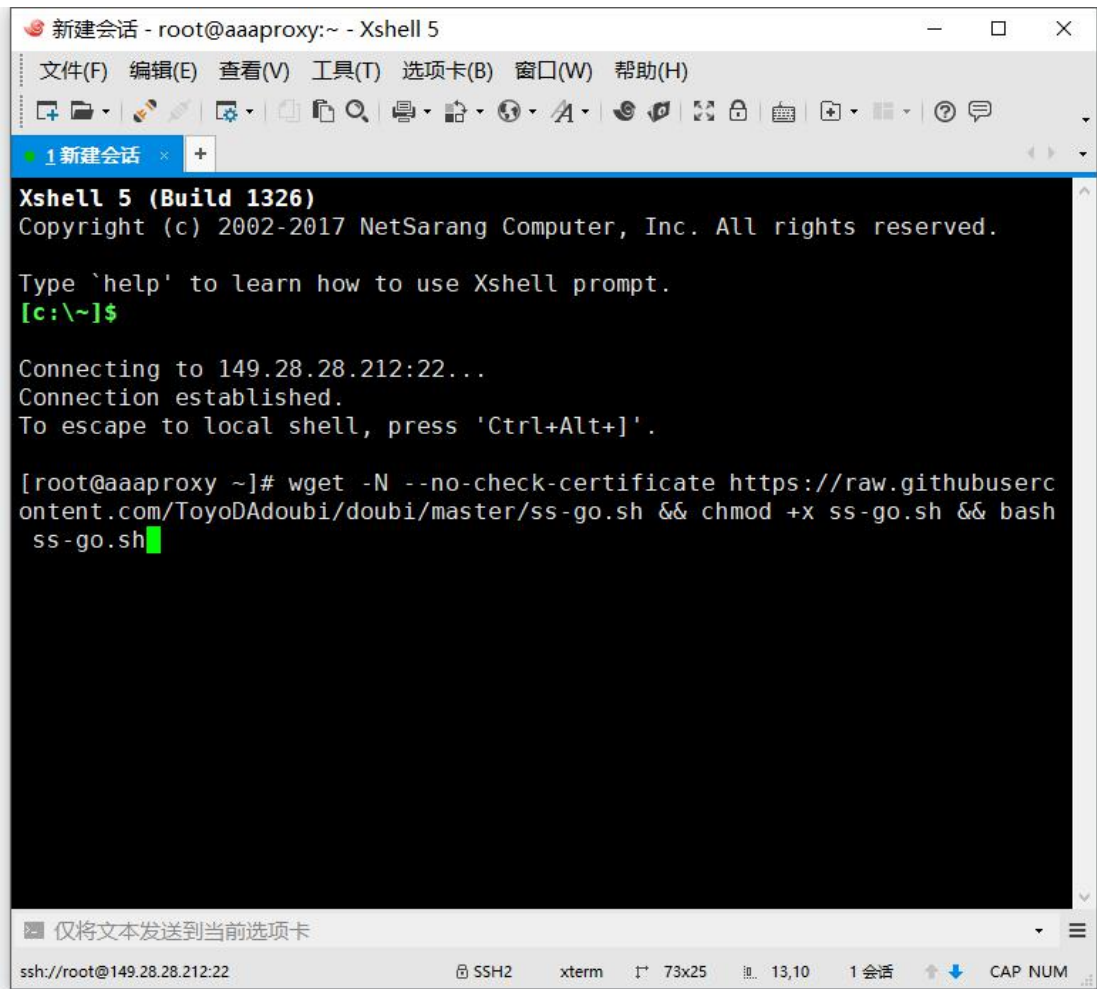 新建会话 - root@aaaproxy:~ - Xshell 5
文件(F) 编辑(E) 查看(V) 工具(T) 选项卡(B) 窗口(W) 帮助(H)
1 新建会话 × +
Xshell 5 (Build 1326)
Copyright (c) 2002-2017 NetSarang Computer, Inc. All rights reserved.
Type `help' to learn how to use Xshell prompt.
[c:\~]$
Connecting to 149.28.28.212:22...
Connection established.
To escape to local shell, press 'Ctrl+Alt+]'.
[root@aaaproxy ~]# wget -N --no-check-certificate https://raw.githubuserc
ontent.com/ToyoDAdoubi/doubi/master/ss-go.sh && chmod +x ss-go.sh && bash
ss-go.sh
仅将文本发送到当前选项卡
ssh://root@149.28.28.212:22 SSH2 xterm 73x25 13,10 1 会话 CAP NUM